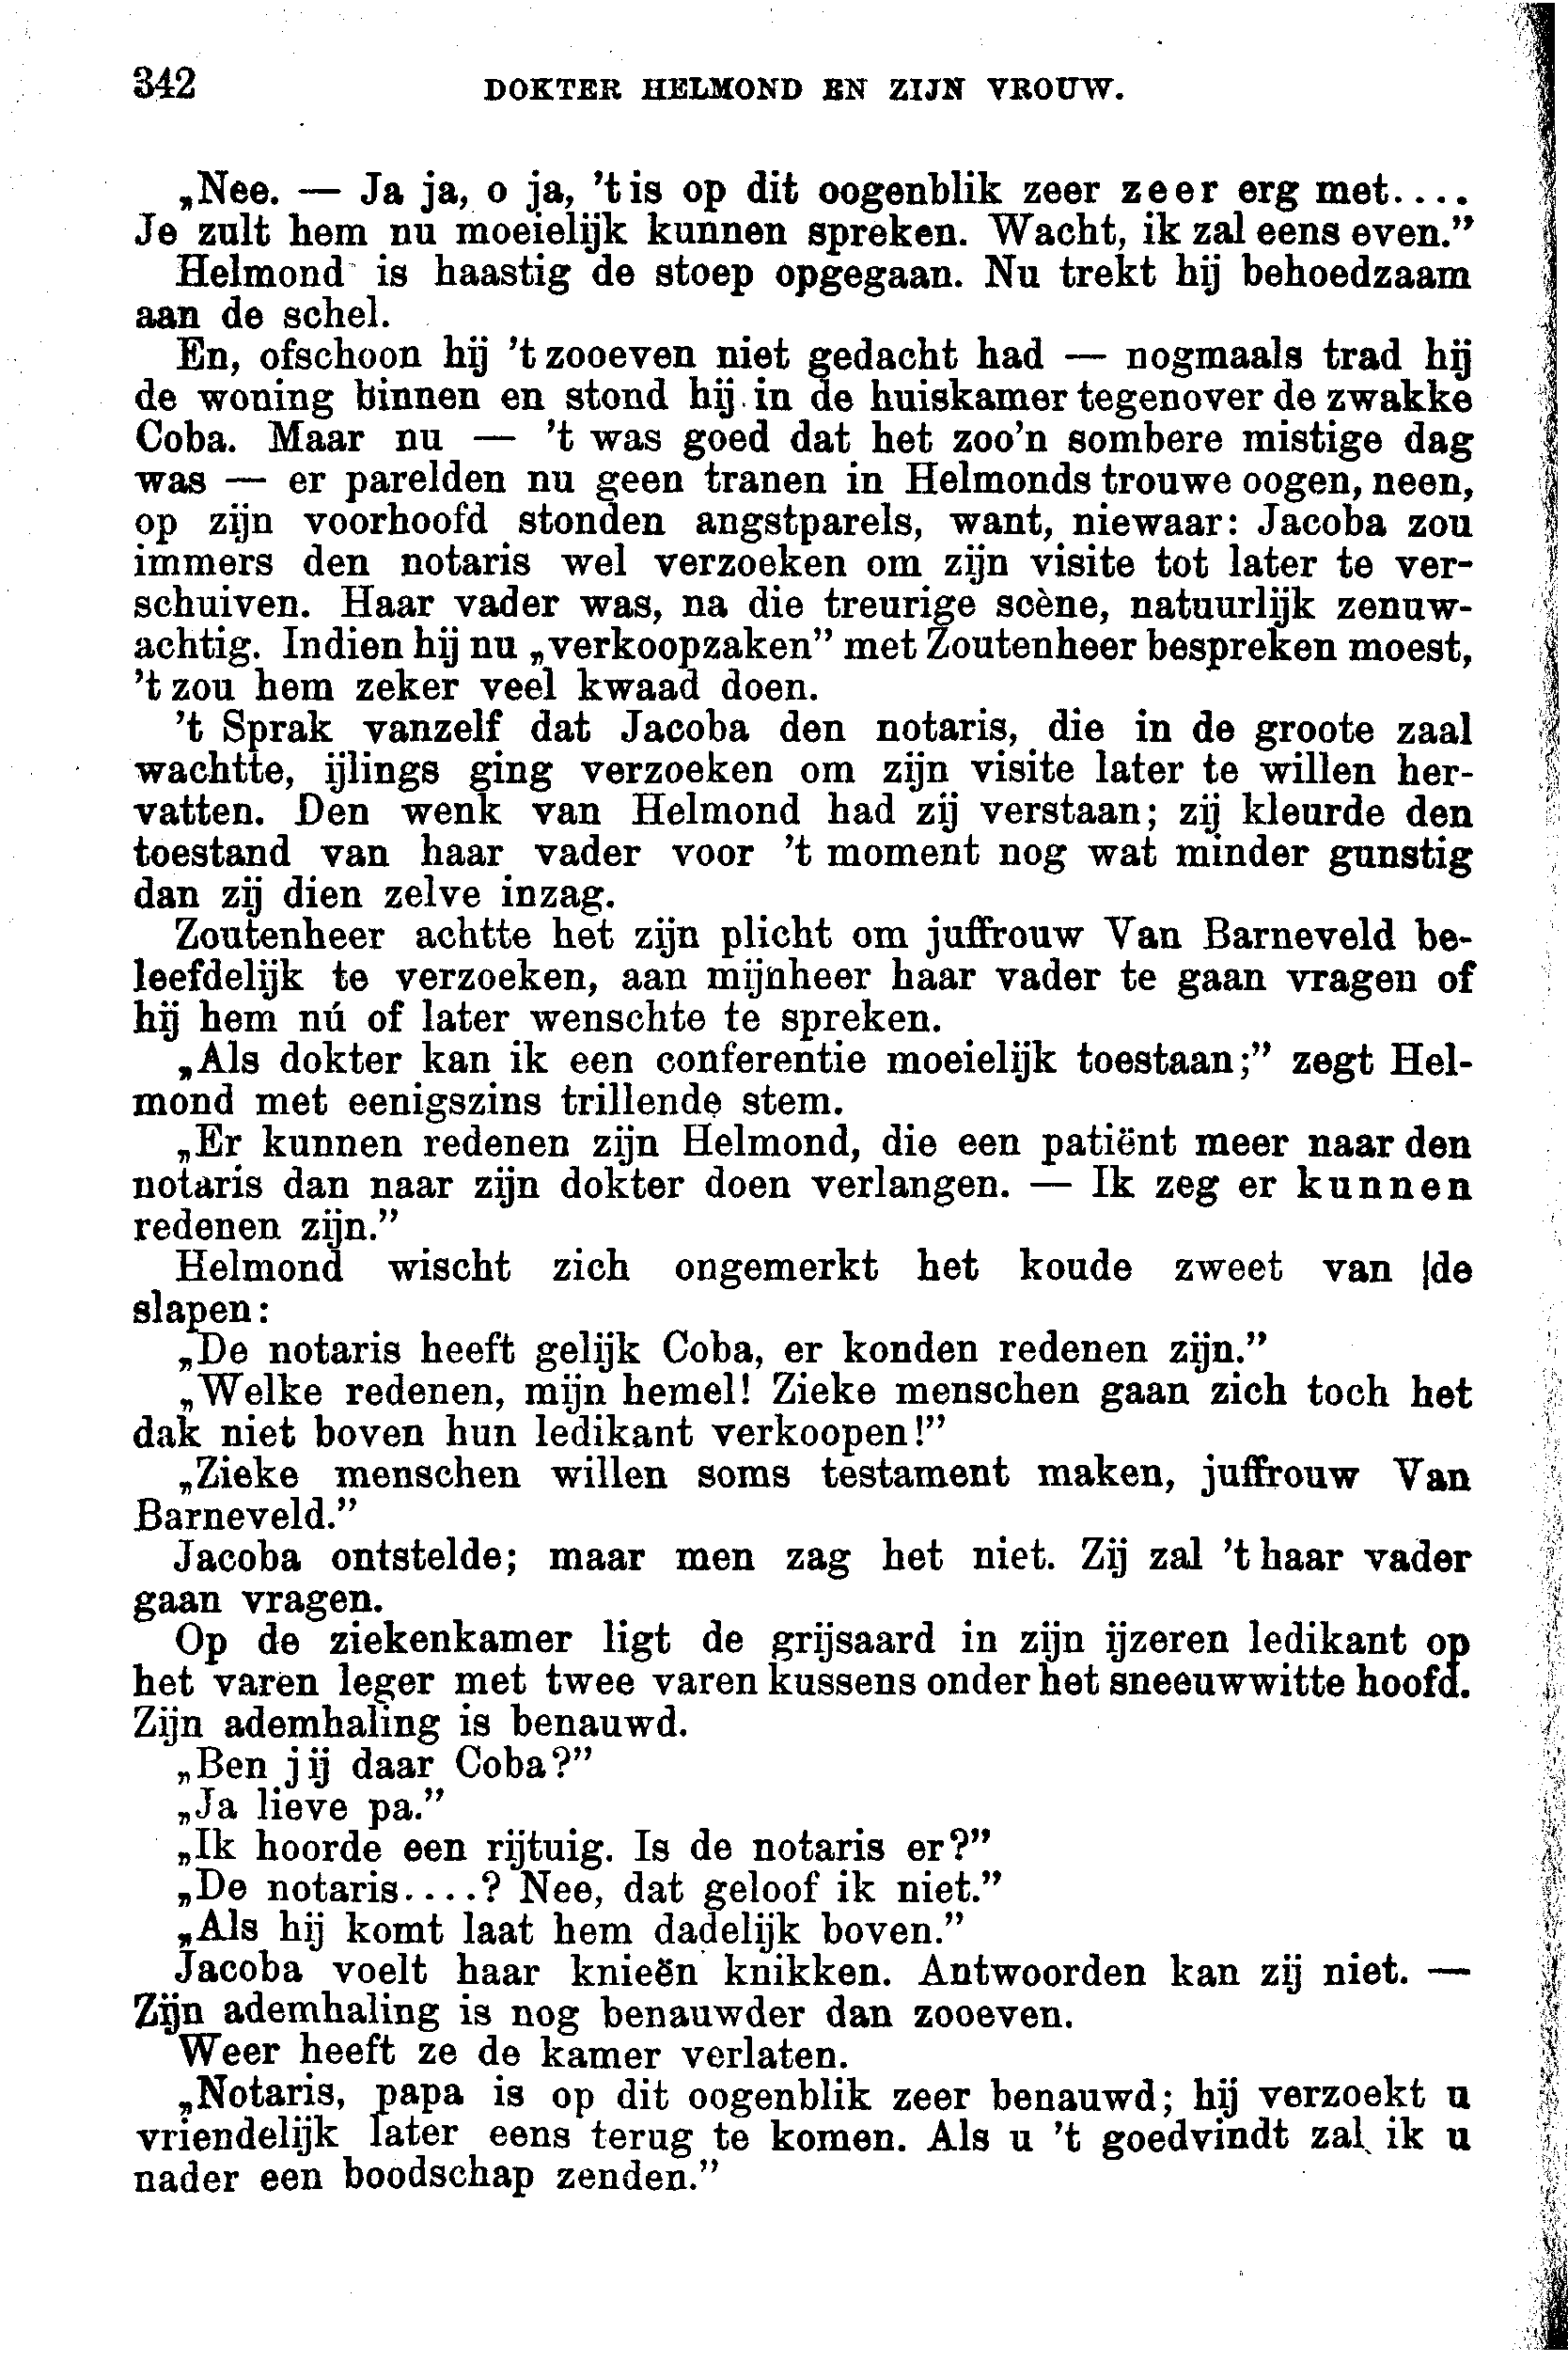 342 DOKTER HELMOND EN ZIJN VROUW.
„Nee. — Ja ja, o ja, 't is op dit oogenblik zeer zeer erg met....
Je zult hem nu moeielijk kunnen spreken. Wacht, ik zal eens even.”
Helmond is haastig de stoep opgegaan. Nu trekt hij behoedzaam
aan de schel.
En, ofschoon hij 't zooeven niet gedacht had — nogmaals trad hij
de woning binnen en stond hij in de huiskamer tegenover de zwakke
Coba. Maar nu — 't was goed dat het zoo'n sombere mistige dag
was — er parelden nu geen tranen in Helmonds trouwe oogen, neen,
op zijn voorhoofd stonden angstparels, want, niewaar: Jacoba zou
immers den notaris wel verzoeken om zijn visite tot later te ver-
schuiven. Haar vader was, na die treurige scène, natuurlijk zenuw-
achtig. Indien hij nu „verkoopzaken” met Zoutenheer bespreken moest,
't zou hem zeker veel kwaad doen.
't Sprak vanzelf dat Jacoba den notaris, die in de groote zaal
wachtte, ijlings ging verzoeken om zijn visite later te willen her-
vatten. Den wenk van Helmond had zij verstaan; zij kleurde den
toestand van haar vader voor 't moment nog wat minder gunstig
dan zij dien zelve inzag.
Zoutenheer achtte het zijn plicht om juffrouw Van Barneveld be-
leefdelijk te verzoeken, aan mijnheer haar vader te gaan vragen of
hij hem nú of later wenschte te spreken.
„Als dokter kan ik een conferentie moeielijk toestaan;” zegt Hel-
mond met eenigszins trillende stem.
„Er kunnen redenen zijn Helmond, die een patiënt meer naar den
notaris dan naar zijn dokter doen verlangen. — Ik zeg er kunnen
redenen zijn.”
Helmond wischt zich ongemerkt het koude zweet van de
slapen:
„De notaris heeft gelijk Coba, er konden redenen zijn.”
„Welke redenen, mijn hemel! Zieke menschen gaan zich toch het
dak niet boven hun ledikant verkoopen!”
„Zieke menschen willen soms testament maken, juffrouw Van
Barneveld.”
Jacoba ontstelde; maar men zag het niet. Zij zal 't haar vader
gaan vragen.
Op de ziekenkamer ligt de grijsaard in zijn ijzeren ledikant op
het varen leger met twee varen kussens onder het sneeuwwitte hoofd.
Zijn ademhaling is benauwd.
„Ben jij daar Coba?”
„Ja lieve pa.”
„Ik hoorde een rijtuig. Is de notaris er?”
„De notaris....? Nee, dat geloof ik niet.”
„Als hij komt laat hem dadelijk boven.”
Jacoba voelt haar knieën knikken. Antwoorden kan zij niet. —
Zijn ademhaling is nog benauwder dan zooeven.
Weer heeft ze de kamer verlaten.
„Notaris, papa is op dit oogenblik zeer benauwd; hij verzoekt u
vriendelijk later eens terug te komen. Als u 't goedvindt zal ik u
nader een boodschap zenden.”